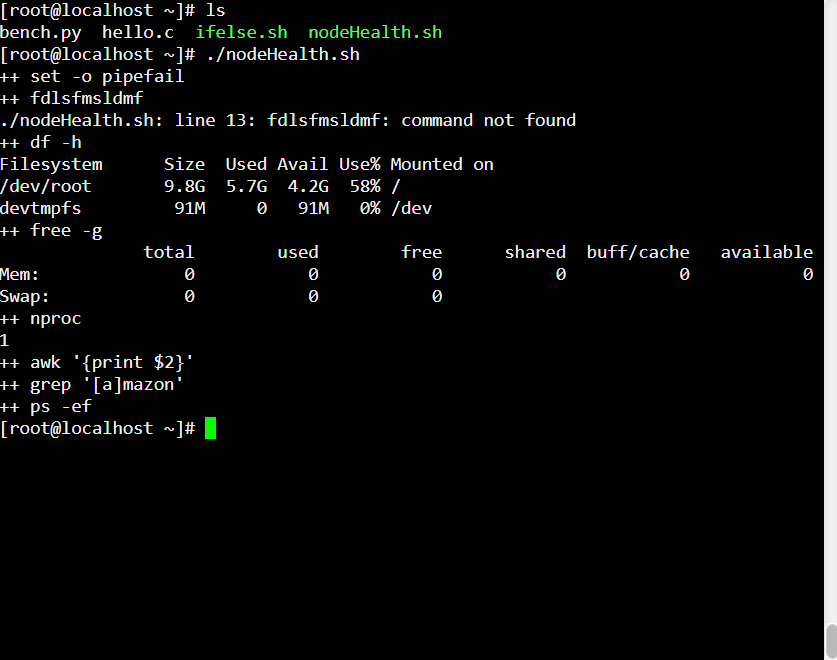 [root@localhost ~]# ls
bench.py  hello.c  ifelse.sh  nodeHealth.sh
[root@localhost ~]# ./nodeHealth.sh
++ set -o pipefail
++ fdlsfmsldmf
./nodeHealth.sh: line 13: fdlsfmsldmf: command not found
++ df -h
Filesystem      Size  Used Avail Use% Mounted on
/dev/root       9.8G  5.7G  4.2G  58% /
devtmpfs         91M     0   91M   0% /dev
++ free -g
              total        used        free      shared  buff/cache   available
Mem:              0           0           0           0           0           0
Swap:             0           0           0
++ nproc
1
++ awk '{print $2}'
++ grep '[a]mazon'
++ ps -ef
[root@localhost ~]#